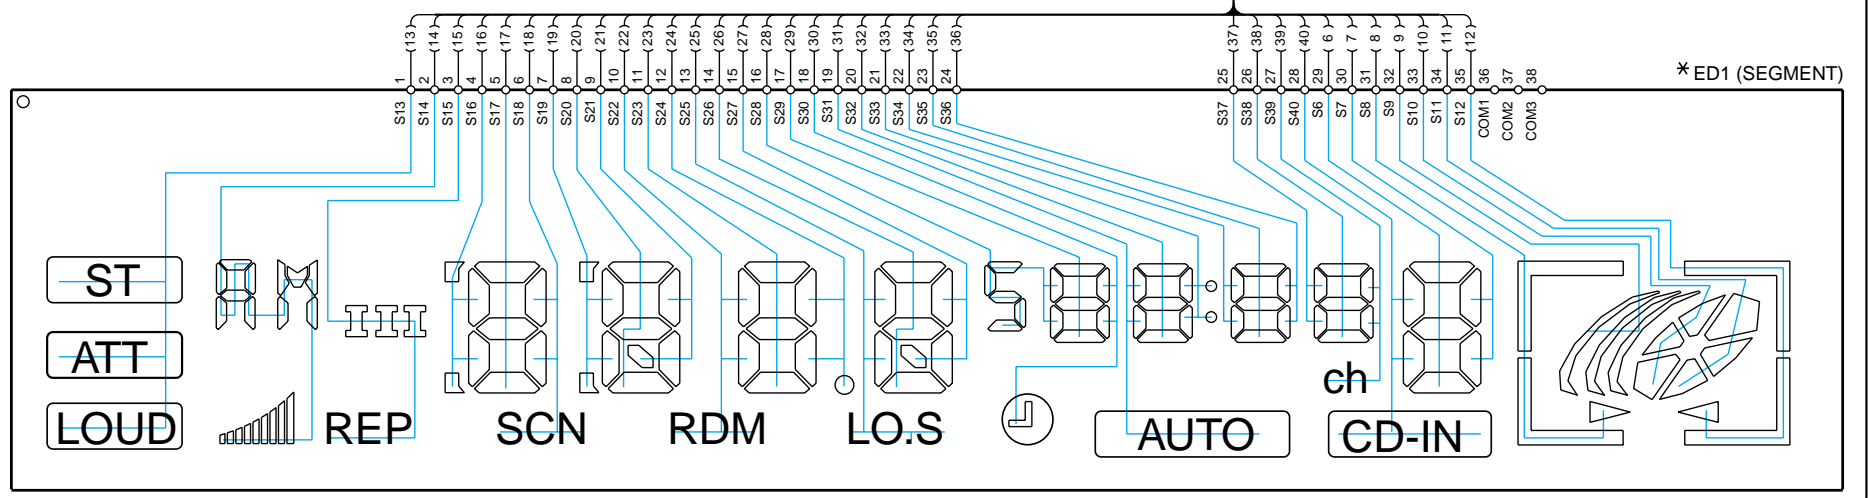 13 14 15 16 17 18 19 20 21 22 23 24 25 26 27 28 29 30 31 32 33 34 35 36 37 38 39 40 6 7 8 9 10 11 12
* ED1 (SEGMENT)
1 2 3 4 5 6 7 8 9 10 11 12 13 14 15 16 17 18 19 20 21 22 23 24 25 26 27 28 29 30 31 32 33 34 35 36 37 38
S13 S14 S15 S16 S17 S18 S19 S20 S21 S22 S23 S24 S25 S26 S27 S28 S29 S30 S31 S32 S33 S34 S35 S36 S37 S38 S39 S40 S6 S7 S8 S9 S10 S11 S12 COM1 COM2 COM3
ST
ATT
ch
LOUD REP SCN RDM LO.S AUTO CD-IN